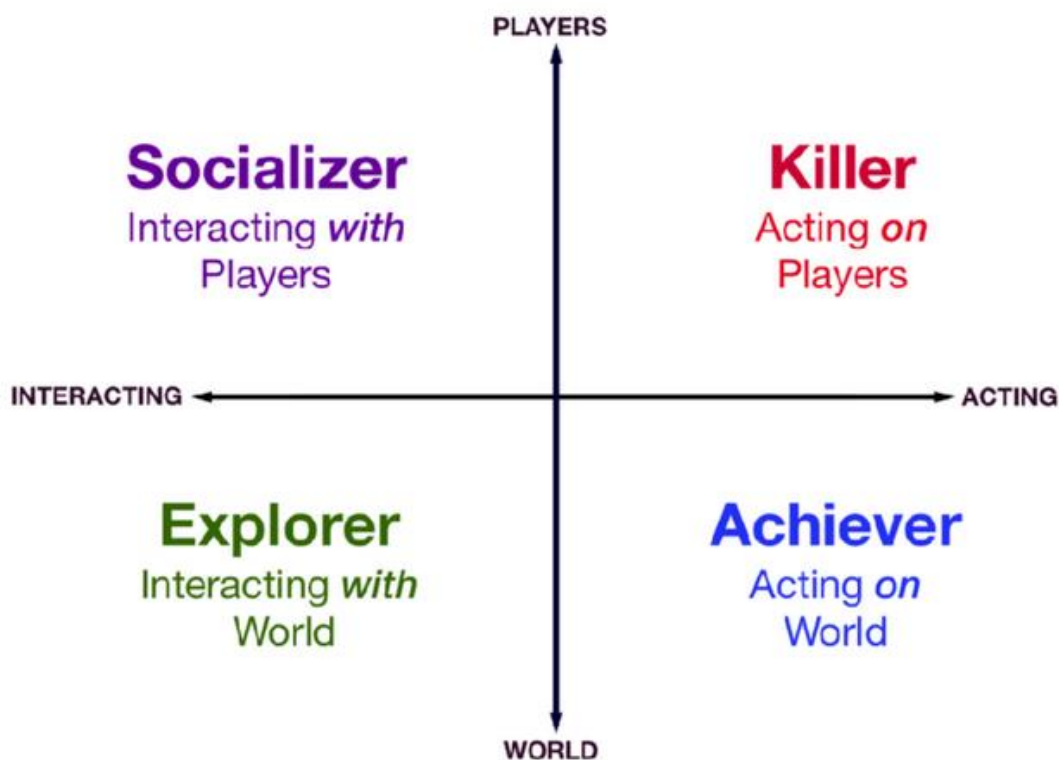 PLAYERS
Socializer
Interacting with
Players
Killer
Acting on
Players
INTERACTING
ACTING
Explorer
Interacting with
World
Achiever
Acting on
World
WORLD